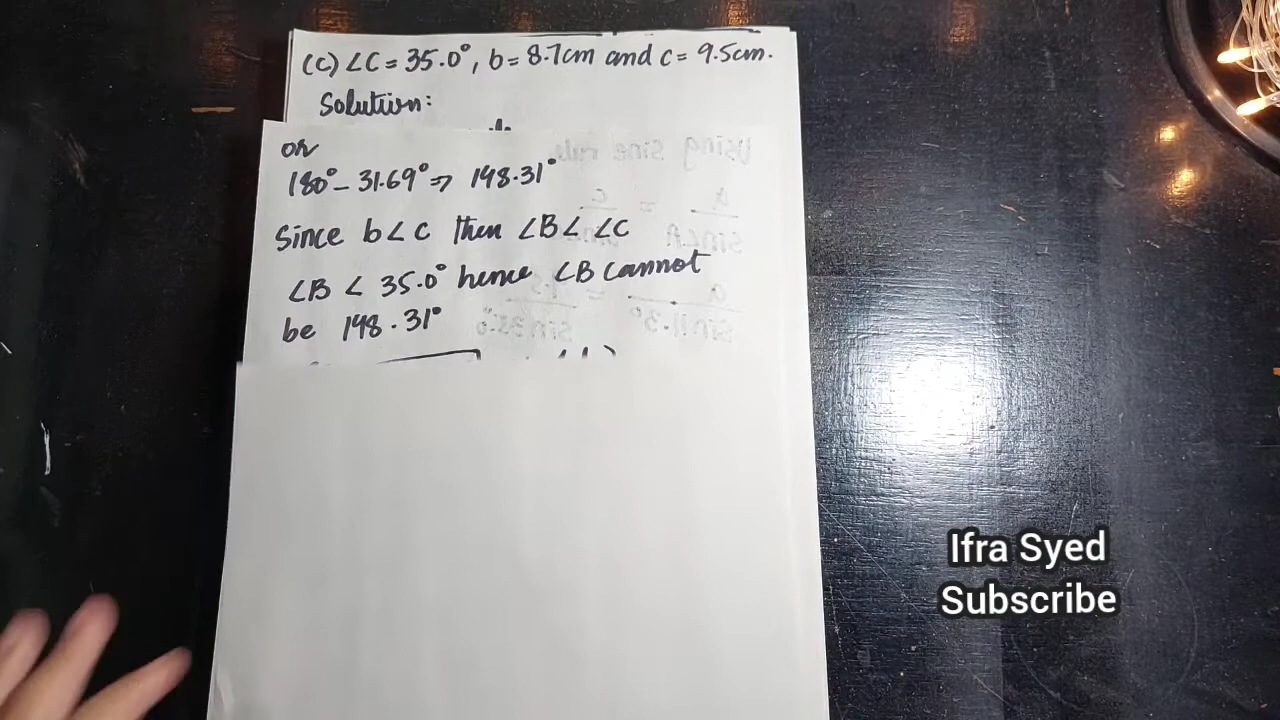 (c) ∠C = 35.0°, b = 8.7cm and c = 9.5cm.
Solution:
or
180° - 31.69° ⇒ 148.31°
Since b < c then ∠B < ∠C
∠B < 35.0° hence ∠B cannot
be 148.31°
Ifra Syed
Subscribe